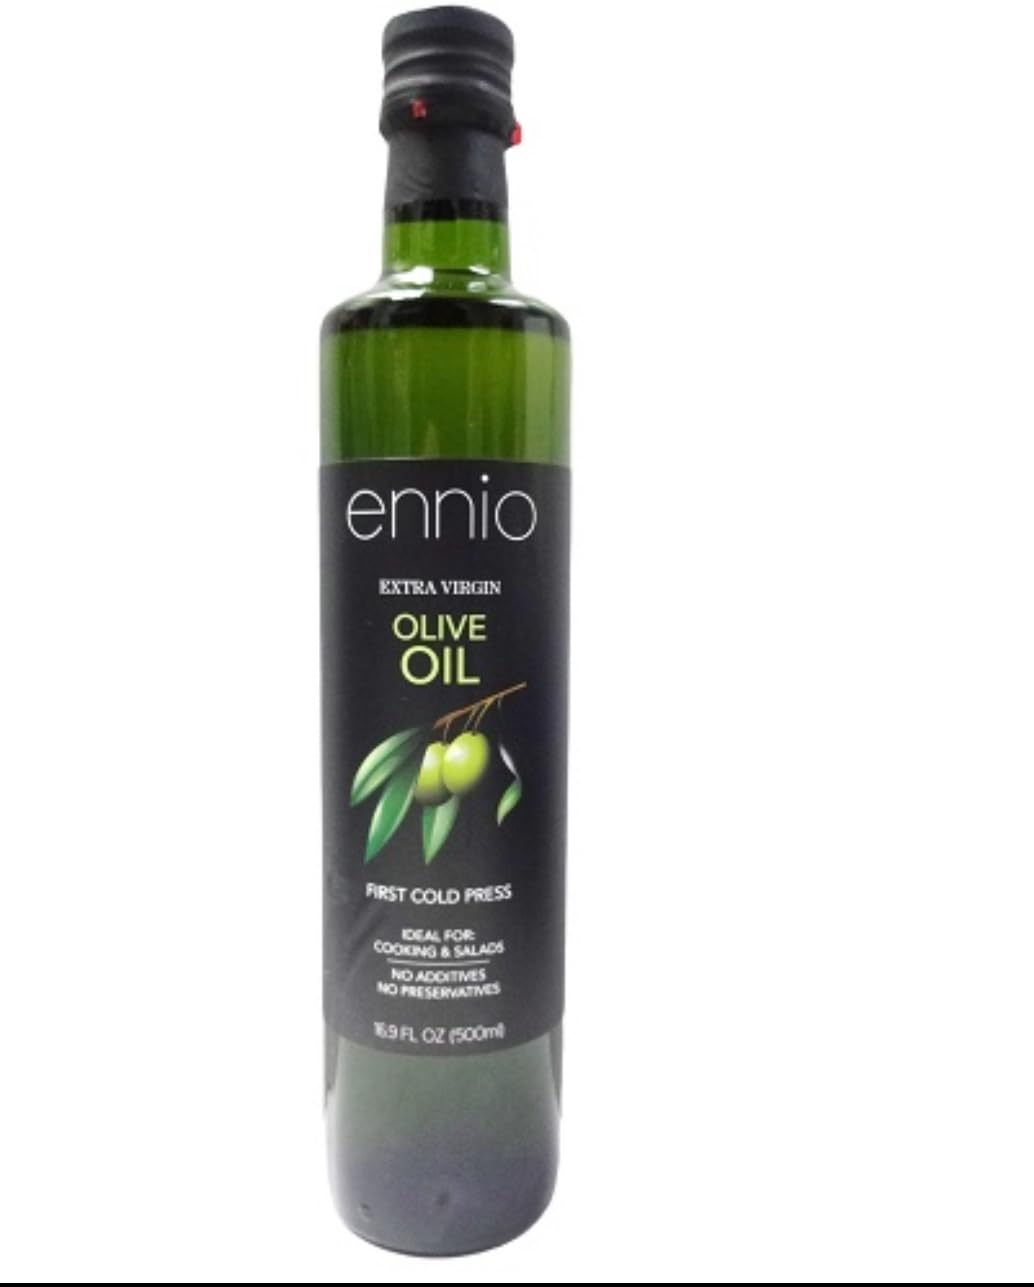 ennio
EXTRA VIRGIN
OLIVE
OIL
FIRST COLD PRESS
IDEAL FOR:
COOKING & SALADS
NO ADDITIVES
NO PRESERVATIVES
16.9 FL OZ (500ml)